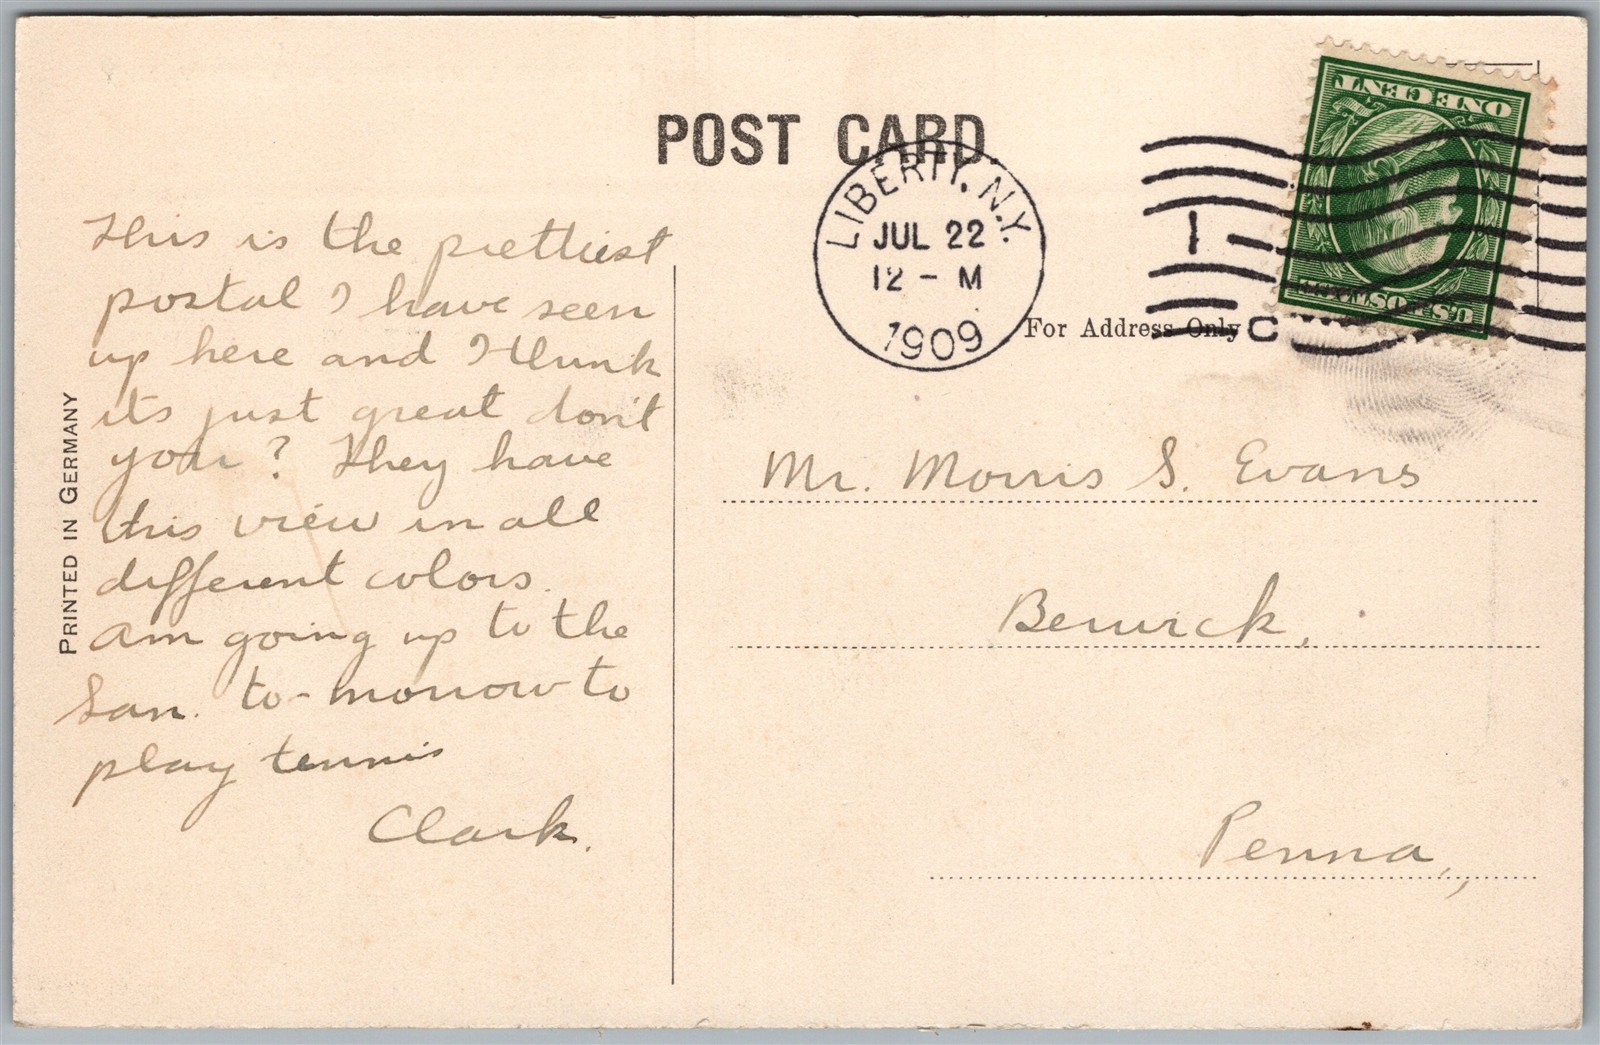 POST CARD.
LIBERTY, N.Y.
JUL 22
12 - M
1909
1
C
ONE CENT
U.S. POSTAGE
For Address Only
PRINTED IN GERMANY
This is the prettiest
postal I have seen
up here and I think
its just great don't
you? They have
this view in all
different colors.
Am going up to the
San. to-morrow to
play tennis
Clark.
Mr. Morris S. Evans
Berwick,
Penna,